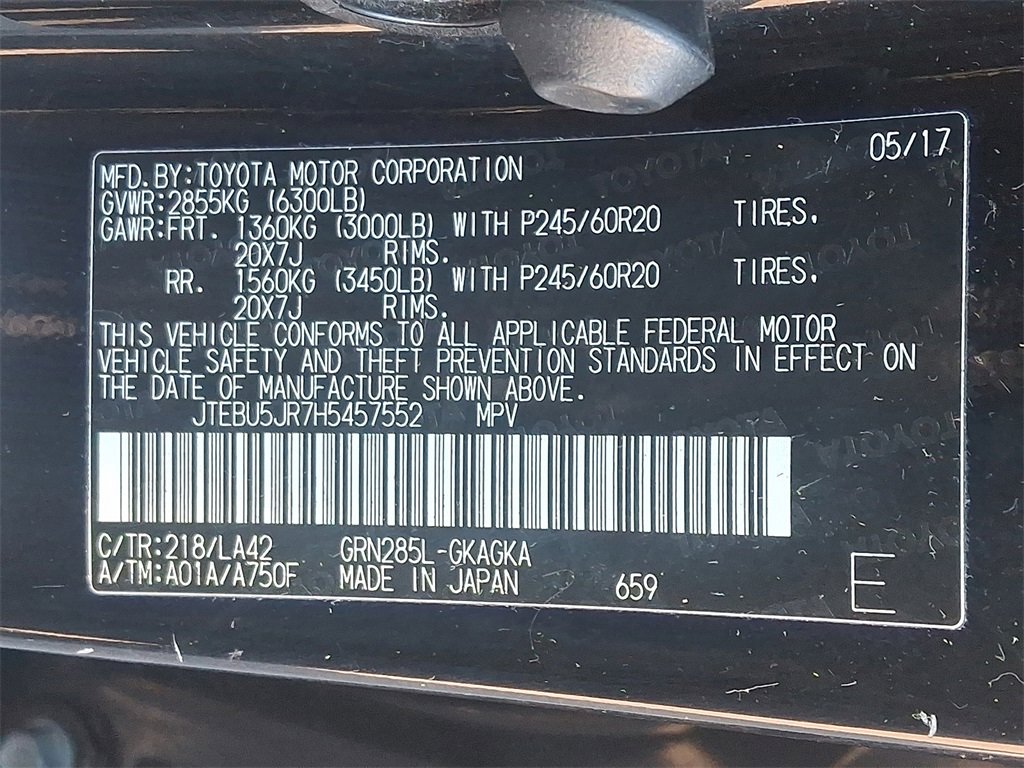 05/17
MFD.BY:TOYOTA MOTOR CORPORATION
GVWR:2855KG (6300LB)
GAWR:FRT. 1360KG (3000LB) WITH P245/60R20 TIRES.
20X7J RIMS.
RR. 1560KG (3450LB) WITH P245/60R20 TIRES.
20X7J RIMS.
THIS VEHICLE CONFORMS TO ALL APPLICABLE FEDERAL MOTOR
VEHICLE SAFETY AND THEFT PREVENTION STANDARDS IN EFFECT ON
THE DATE OF MANUFACTURE SHOWN ABOVE.
JTEBU5JR7H5457552 MPV
C/TR:218/LA42 GRN285L-GKAGKA
A/TM:A01A/A750F MADE IN JAPAN 659 E